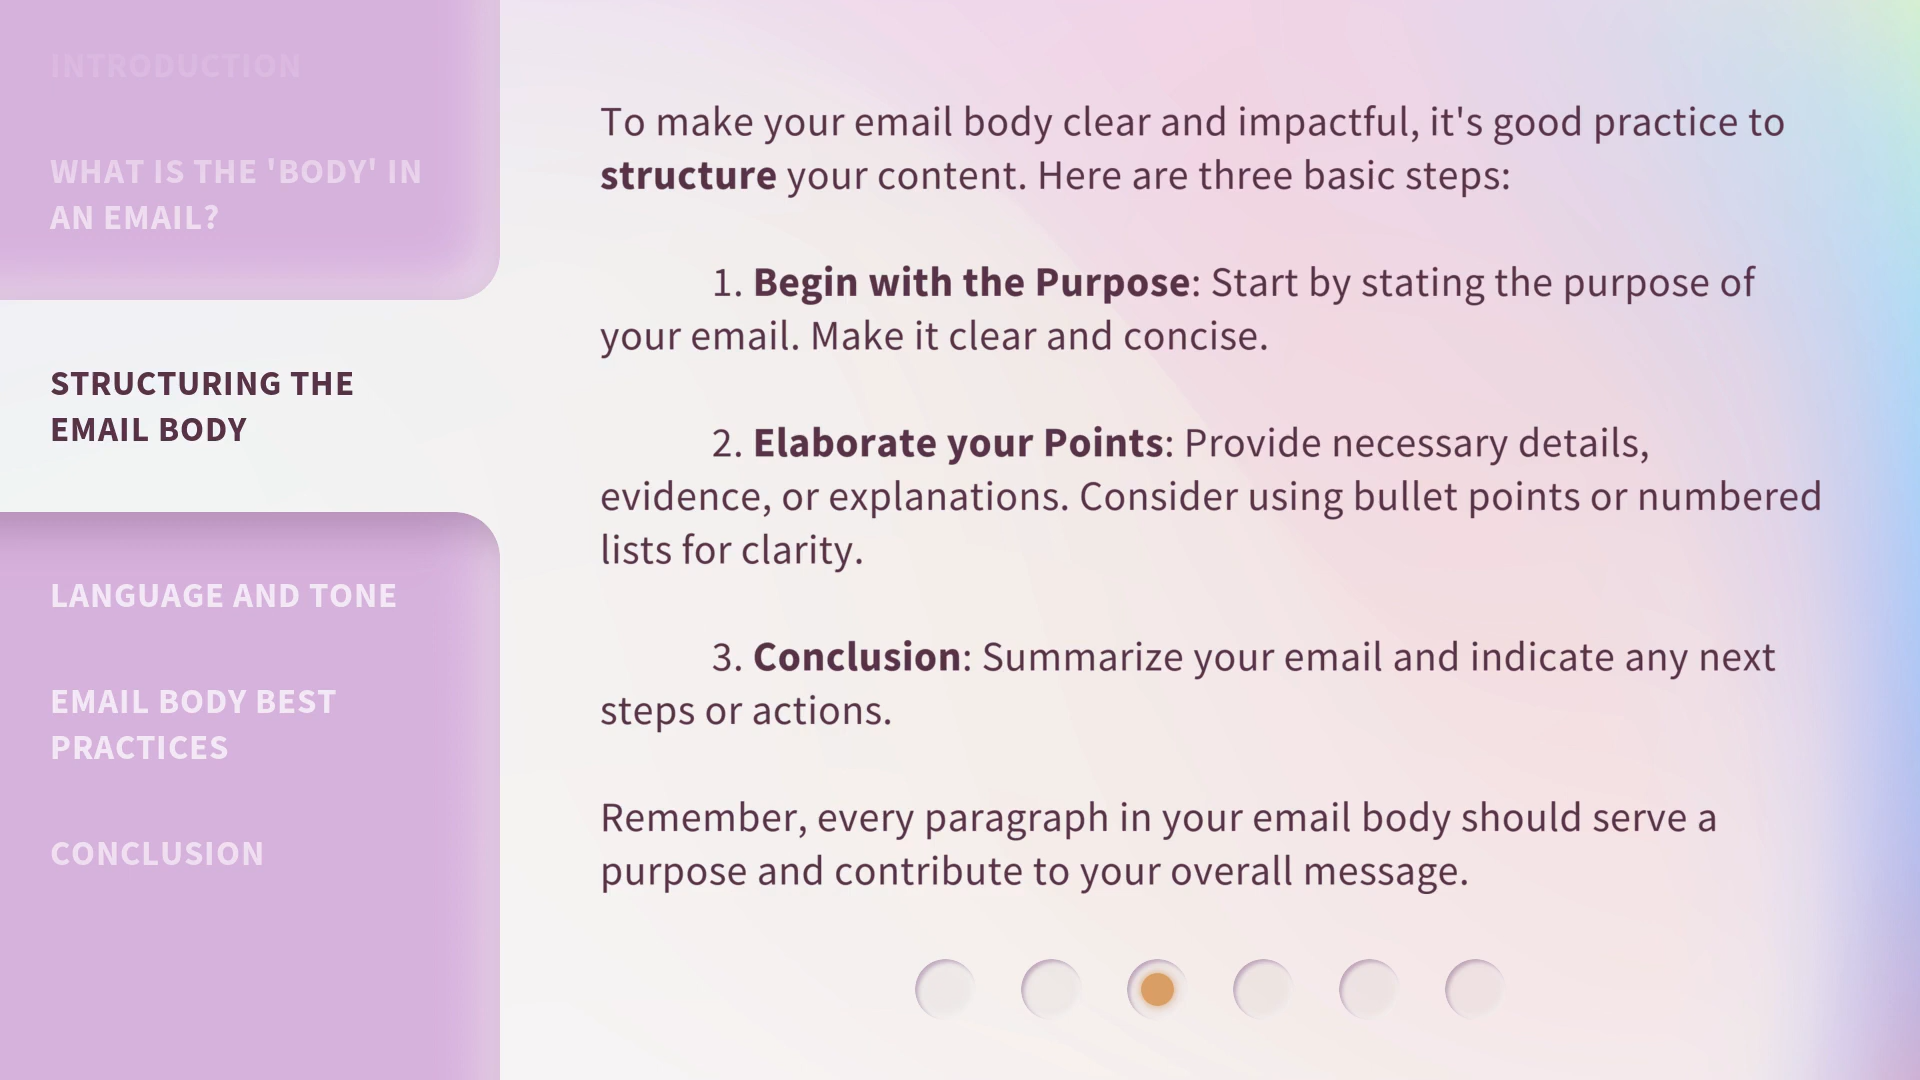 INTRODUCTION
WHAT IS THE 'BODY' IN
AN EMAIL?
STRUCTURING THE
EMAIL BODY
LANGUAGE AND TONE
EMAIL BODY BEST
PRACTICES
CONCLUSION
To make your email body clear and impactful, it's good practice to
structure your content. Here are three basic steps:
1. Begin with the Purpose: Start by stating the purpose of
your email. Make it clear and concise.
2. Elaborate your Points: Provide necessary details,
evidence, or explanations. Consider using bullet points or numbered
lists for clarity.
3. Conclusion: Summarize your email and indicate any next
steps or actions.
Remember, every paragraph in your email body should serve a
purpose and contribute to your overall message.